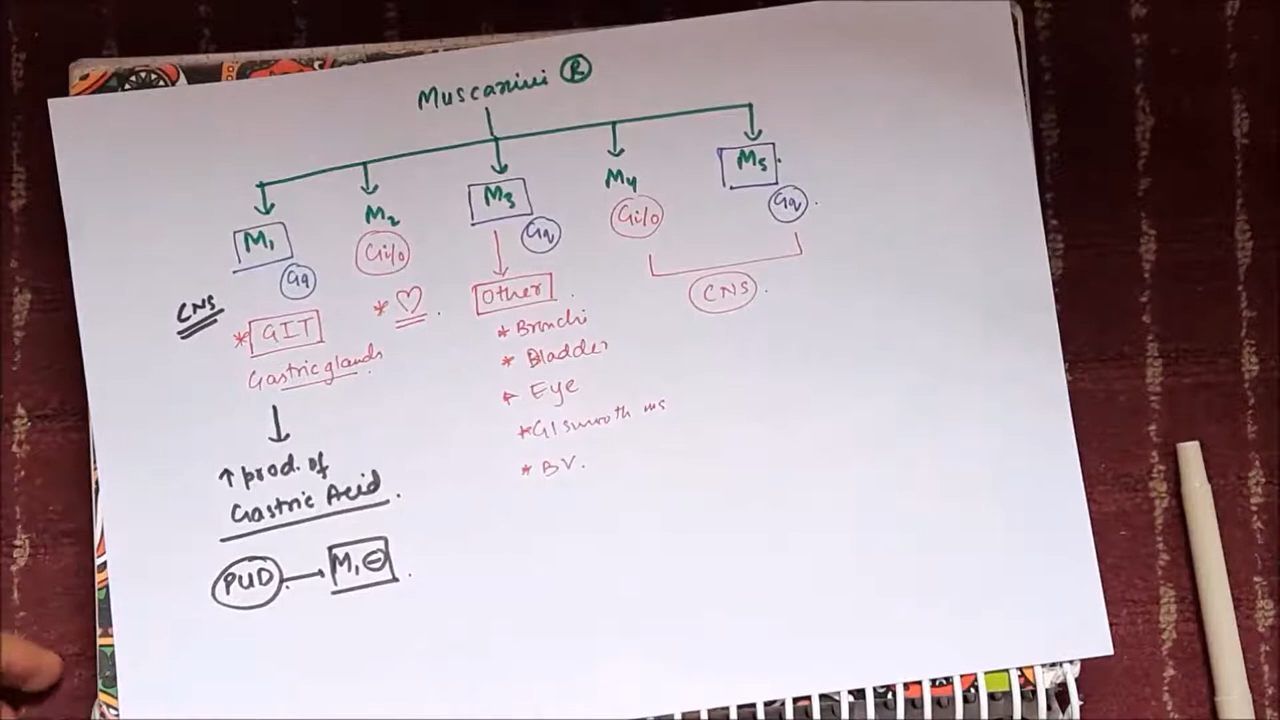 Muscarinic R
M1
M2
M3
M4
M5
Gq
Gi/o
Gq
Gi/o
Gq
CNS
* GIT
Gastric glands
* ♡
Other
* Bronchi
* Bladder
* Eye
* GI smooth ms
* BV.
CNS
↓
↑ prod. of
Gastric Acid
PUD → M1 ⊖